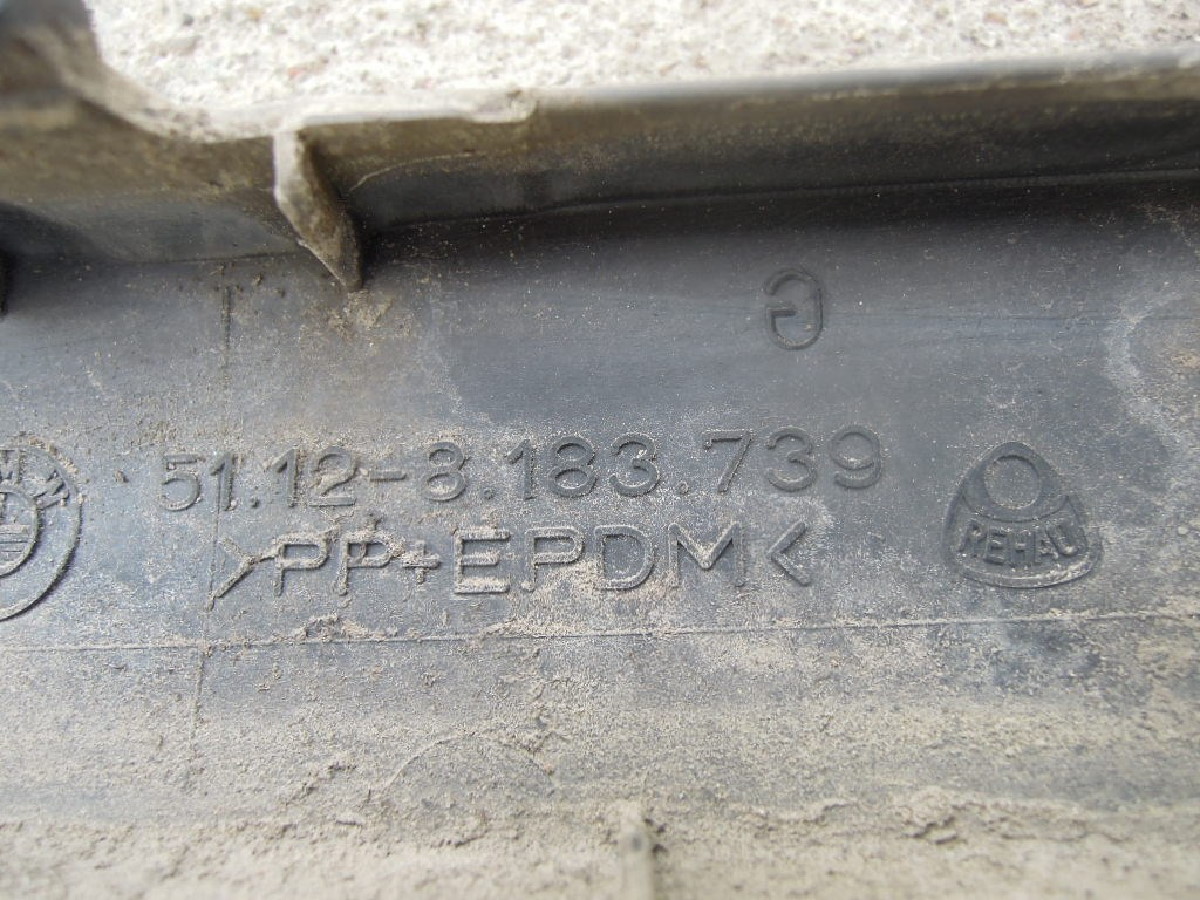 G
51.12-8.183.739
>PP+EPDM<
REHAU